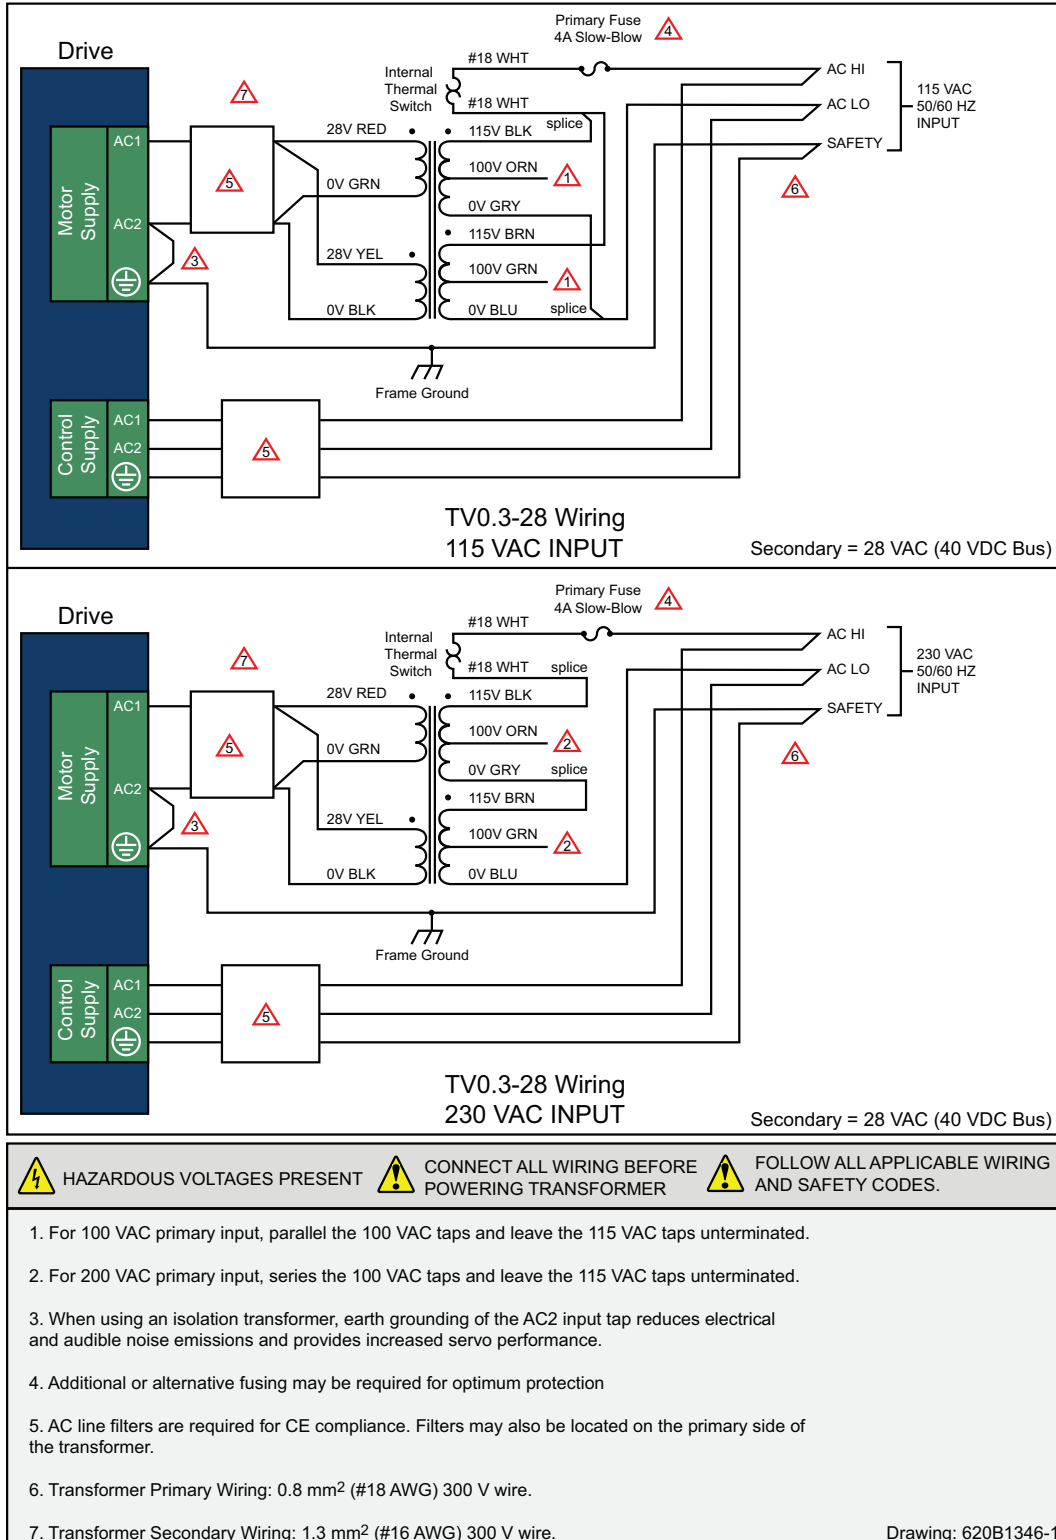 Primary Fuse
4A Slow-Blow
4
Drive
#18 WHT
Internal
Thermal
Switch
AC HI
7
#18 WHT
AC LO
115 VAC
50/60 HZ
INPUT
splice
28V RED
115V BLK
AC1
SAFETY
100V ORN
1
5
0V GRN
6
Motor
Supply
0V GRY
AC2
115V BRN
28V YEL
3
100V GRN
1
0V BLK
0V BLU
splice
Frame Ground
Control
Supply
AC1
AC2
5
TV0.3-28 Wiring
115 VAC INPUT
Secondary = 28 VAC (40 VDC Bus)
Primary Fuse
4A Slow-Blow
4
Drive
#18 WHT
Internal
Thermal
Switch
AC HI
7
#18 WHT
splice
AC LO
230 VAC
50/60 HZ
INPUT
28V RED
115V BLK
AC1
SAFETY
100V ORN
2
5
0V GRN
6
Motor
Supply
0V GRY
splice
AC2
115V BRN
28V YEL
3
100V GRN
2
0V BLK
0V BLU
Frame Ground
Control
Supply
AC1
AC2
5
TV0.3-28 Wiring
230 VAC INPUT
Secondary = 28 VAC (40 VDC Bus)
HAZARDOUS VOLTAGES PRESENT
CONNECT ALL WIRING BEFORE
POWERING TRANSFORMER
FOLLOW ALL APPLICABLE WIRING
AND SAFETY CODES.
1. For 100 VAC primary input, parallel the 100 VAC taps and leave the 115 VAC taps unterminated.
2. For 200 VAC primary input, series the 100 VAC taps and leave the 115 VAC taps unterminated.
3. When using an isolation transformer, earth grounding of the AC2 input tap reduces electrical
and audible noise emissions and provides increased servo performance.
4. Additional or alternative fusing may be required for optimum protection
5. AC line filters are required for CE compliance. Filters may also be located on the primary side of
the transformer.
6. Transformer Primary Wiring: 0.8 mm² (#18 AWG) 300 V wire.
7. Transformer Secondary Wiring: 1.3 mm² (#16 AWG) 300 V wire.
Drawing: 620B1346-1